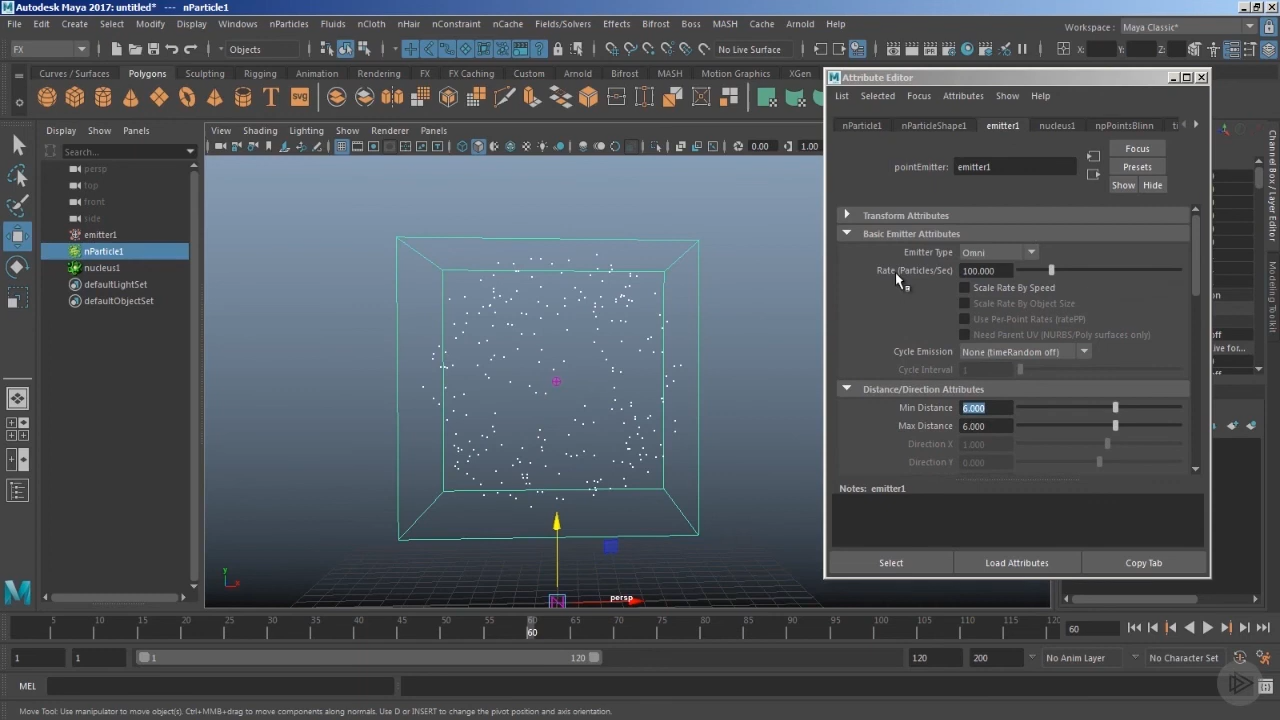 Autodesk Maya 2017: untitled* --- nParticle1
File Edit Create Select Modify Display Windows nParticles Fluids nCloth nHair nConstraint nCache Fields/Solvers Effects Bifrost Boss MASH Cache Arnold Help
Workspace : Maya Classic*
FX Objects No Live Surface X: Y: Z:
Curves / Surfaces Polygons Sculpting Rigging Animation Rendering FX FX Caching Custom Arnold Bifrost MASH Motion Graphics XGen
svg
Attribute Editor
List Selected Focus Attributes Show Help
Display Show Panels
View Shading Lighting Show Renderer Panels
nParticle1 nParticleShape1 emitter1 nucleus1 npPointsBlinn
Search...
0.00 1.00
persp
top
front
side
emitter1
nParticle1
nucleus1
defaultLightSet
defaultObjectSet
pointEmitter: emitter1
Focus
Presets
Show Hide
Transform Attributes
Basic Emitter Attributes
Emitter Type Omni
Rate (Particles/Sec) 100.000
Scale Rate By Speed
Scale Rate By Object Size
Use Per-Point Rates (ratePP)
Need Parent UV (NURBS/Poly surfaces only)
Cycle Emission None (timeRandom off)
Cycle Interval 1
Distance/Direction Attributes
Min Distance 6.000
Max Distance 6.000
Direction X 1.000
Direction Y 0.000
Notes: emitter1
Select Load Attributes Copy Tab
Channel Box / Layer Editor
Attribute Editor
Modeling Toolkit
y
x
persp
5 10 15 20 25 30 35 40 45 50 55 60 65 70 75 80 85 90 95 100 105 110 115 120
60
60
1 1 1 120 120 200 No Anim Layer No Character Set
MEL
Move Tool: Use manipulator to move object(s). Ctrl+MMB+drag to move components along normals. Use D or INSERT to change the pivot position and axis orientation.